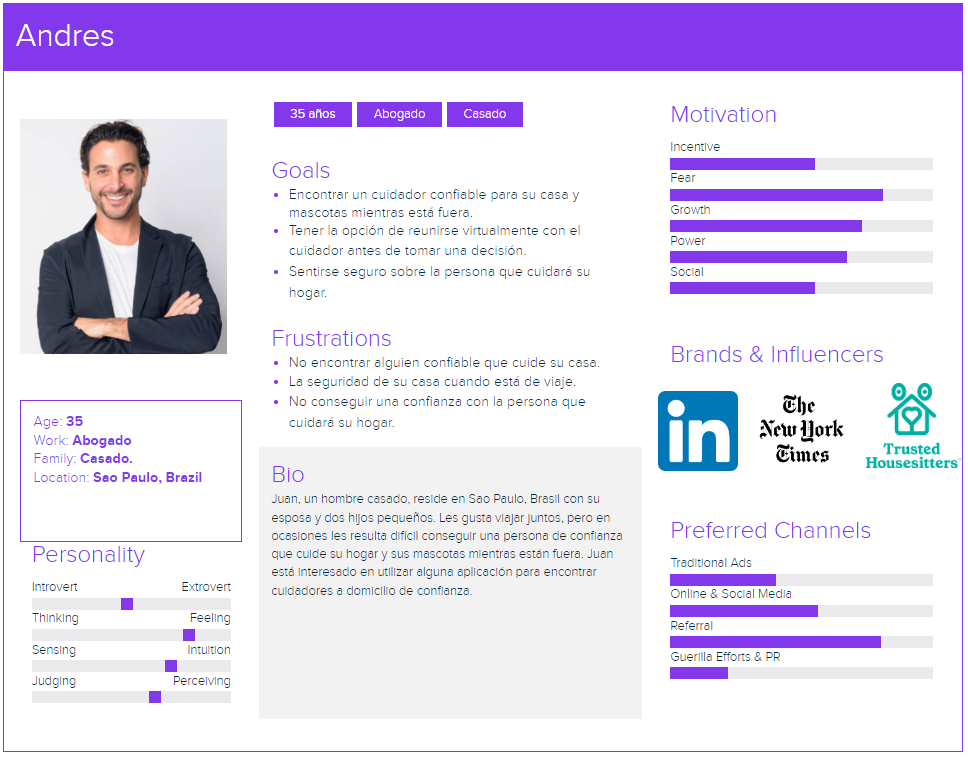 Andres
35 años
Abogado
Casado
Goals
Encontrar un cuidador confiable para su casa y
mascotas mientras está fuera.
Tener la opción de reunirse virtualmente con el
cuidador antes de tomar una decisión.
Sentirse seguro sobre la persona que cuidará su
hogar.
Frustrations
No encontrar alguien confiable que cuide su casa.
La seguridad de su casa cuando está de viaje.
No conseguir una confianza con la persona que
cuidará su hogar.
Bio
Juan, un hombre casado, reside en Sao Paulo, Brasil con su
esposa y dos hijos pequeños. Les gusta viajar juntos, pero en
ocasiones les resulta difícil conseguir una persona de confianza
que cuide su hogar y sus mascotas mientras están fuera. Juan
está interesado en utilizar alguna aplicación para encontrar
cuidadores a domicilio de confianza.
Age: 35
Work: Abogado
Family: Casado.
Location: Sao Paulo, Brazil
Personality
Introvert Extrovert
Thinking Feeling
Sensing Intuition
Judging Perceiving
Motivation
Incentive
Fear
Growth
Power
Social
Brands & Influencers
in
The
New York
Times
Trusted
Housesitters™
Preferred Channels
Traditional Ads
Online & Social Media
Referral
Guerilla Efforts & PR